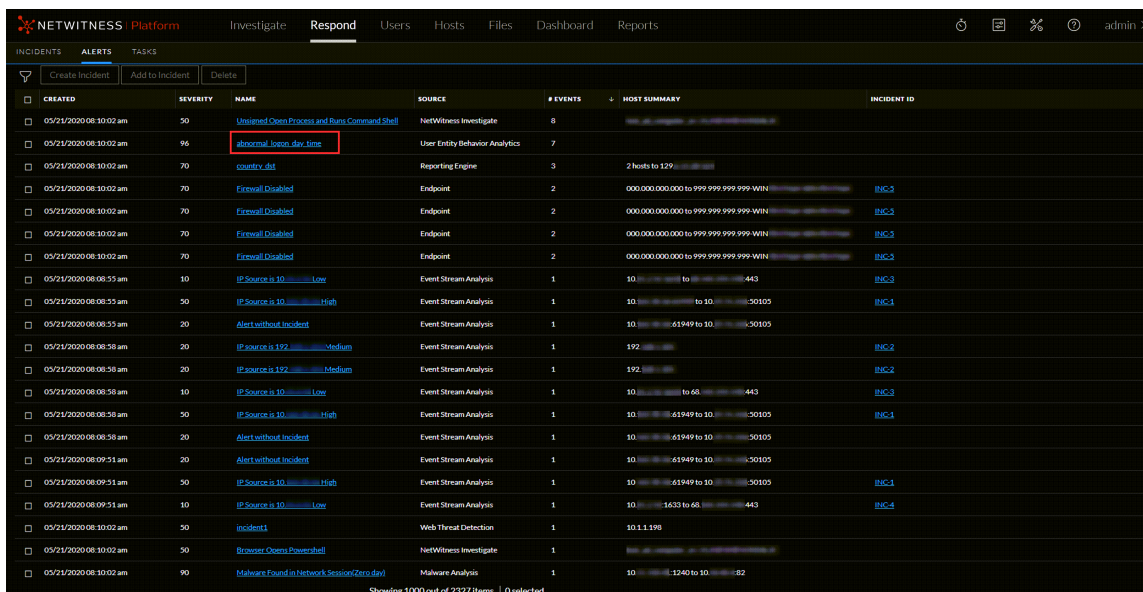 NETWITNESS Platform Investigate Respond Users Hosts Files Dashboard Reports admin
INCIDENTS ALERTS TASKS
Create Incident Add to Incident Delete
CREATED SEVERITY NAME SOURCE # EVENTS HOST SUMMARY INCIDENT ID
05/21/2020 08:10:02 am 50 Unsigned Open Process and Runs Command Shell NetWitness Investigate 8
05/21/2020 08:10:02 am 96 abnormal_logon_day_time User Entity Behavior Analytics 7
05/21/2020 08:10:02 am 70 country_dst Reporting Engine 3 2 hosts to 129.
05/21/2020 08:10:02 am 70 Firewall Disabled Endpoint 2 000.000.000.000 to 999.999.999.999-WIN INC-5
05/21/2020 08:10:02 am 70 Firewall Disabled Endpoint 2 000.000.000.000 to 999.999.999.999-WIN INC-5
05/21/2020 08:10:02 am 70 Firewall Disabled Endpoint 2 000.000.000.000 to 999.999.999.999-WIN INC-5
05/21/2020 08:10:02 am 70 Firewall Disabled Endpoint 2 000.000.000.000 to 999.999.999.999-WIN INC-5
05/21/2020 08:08:55 am 10 IP Source is 10. Low Event Stream Analysis 1 10. to :443 INC-3
05/21/2020 08:08:55 am 50 IP Source is 10. High Event Stream Analysis 1 10. to 10. :50105 INC-1
05/21/2020 08:08:55 am 20 Alert without Incident Event Stream Analysis 1 10. :61949 to 10. :50105
05/21/2020 08:08:58 am 20 IP source is 192. Medium Event Stream Analysis 1 192. INC-2
05/21/2020 08:08:58 am 20 IP source is 192 Medium Event Stream Analysis 1 192. INC-2
05/21/2020 08:08:58 am 10 IP Source is 10 Low Event Stream Analysis 1 10. to 68. 443 INC-3
05/21/2020 08:08:58 am 50 IP Source is 10. High Event Stream Analysis 1 10. :61949 to 10. :50105 INC-1
05/21/2020 08:08:58 am 20 Alert without Incident Event Stream Analysis 1 10. :61949 to 10 50105
05/21/2020 08:09:51 am 20 Alert without Incident Event Stream Analysis 1 10. :61949 to 10. :50105
05/21/2020 08:09:51 am 50 IP Source is 10. High Event Stream Analysis 1 10 :61949 to 10. :50105 INC-1
05/21/2020 08:09:51 am 10 IP Source is 10. Low Event Stream Analysis 1 10. :1633 to 68. 443 INC-4
05/21/2020 08:10:02 am 50 incident1 Web Threat Detection 1 10.1.1.198
05/21/2020 08:10:02 am 50 Browser Opens Powershell NetWitness Investigate 1
05/21/2020 08:10:02 am 90 Malware Found in Network Session(Zero day) Malware Analysis 1 10. :1240 to 10. :82
Showing 1000 out of 2327 items | 0 selected